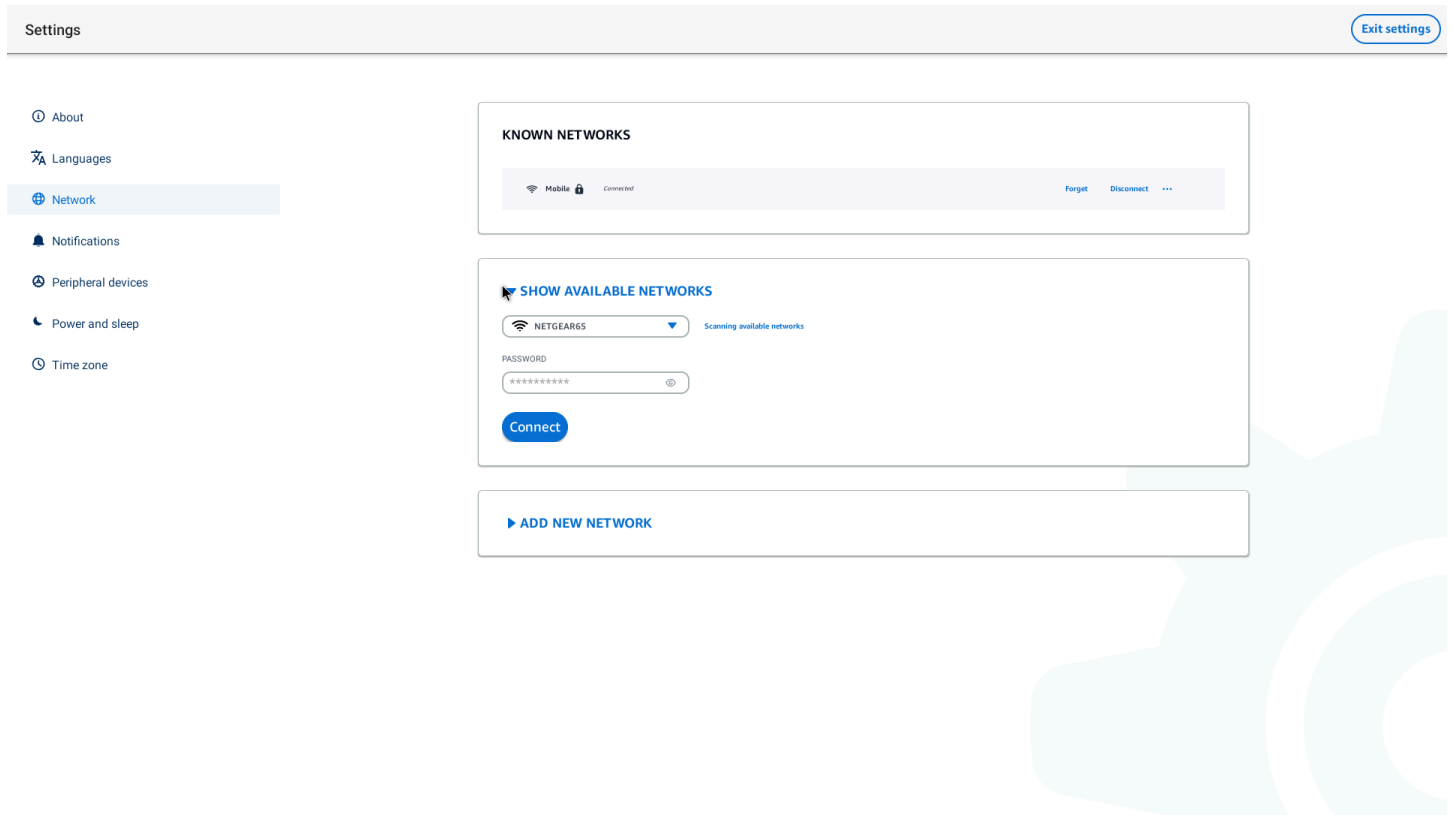 Settings
Exit settings
About
Languages
Network
Notifications
Peripheral devices
Power and sleep
Time zone
KNOWN NETWORKS
Mobile Connected Forget Disconnect ...
SHOW AVAILABLE NETWORKS
NETGEAR65 Scanning available networks
PASSWORD
**********
Connect
ADD NEW NETWORK